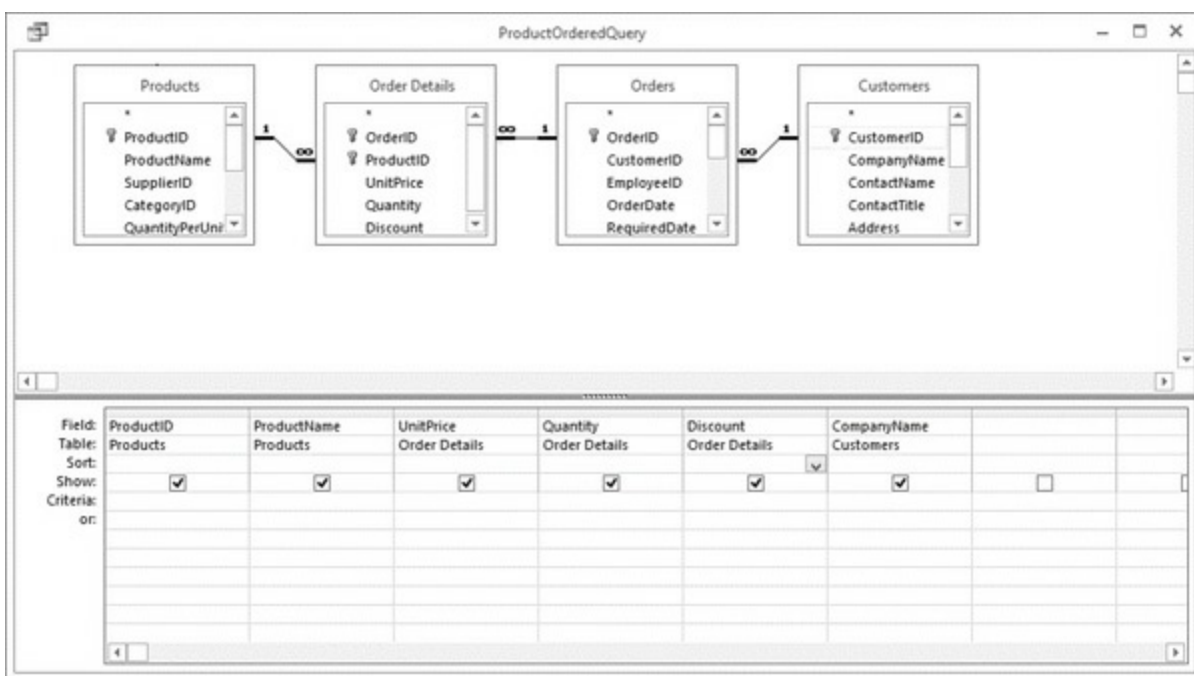 ProductOrderedQuery
Products
*
ProductID
ProductName
SupplierID
CategoryID
QuantityPerUni
1
∞
Order Details
*
OrderID
ProductID
UnitPrice
Quantity
Discount
∞
1
Orders
*
OrderID
CustomerID
EmployeeID
OrderDate
RequiredDate
∞
1
Customers
*
CustomerID
CompanyName
ContactName
ContactTitle
Address
Field: ProductID ProductName UnitPrice Quantity Discount CompanyName
Table: Products Products Order Details Order Details Order Details Customers
Sort:
Show:
Criteria:
or: